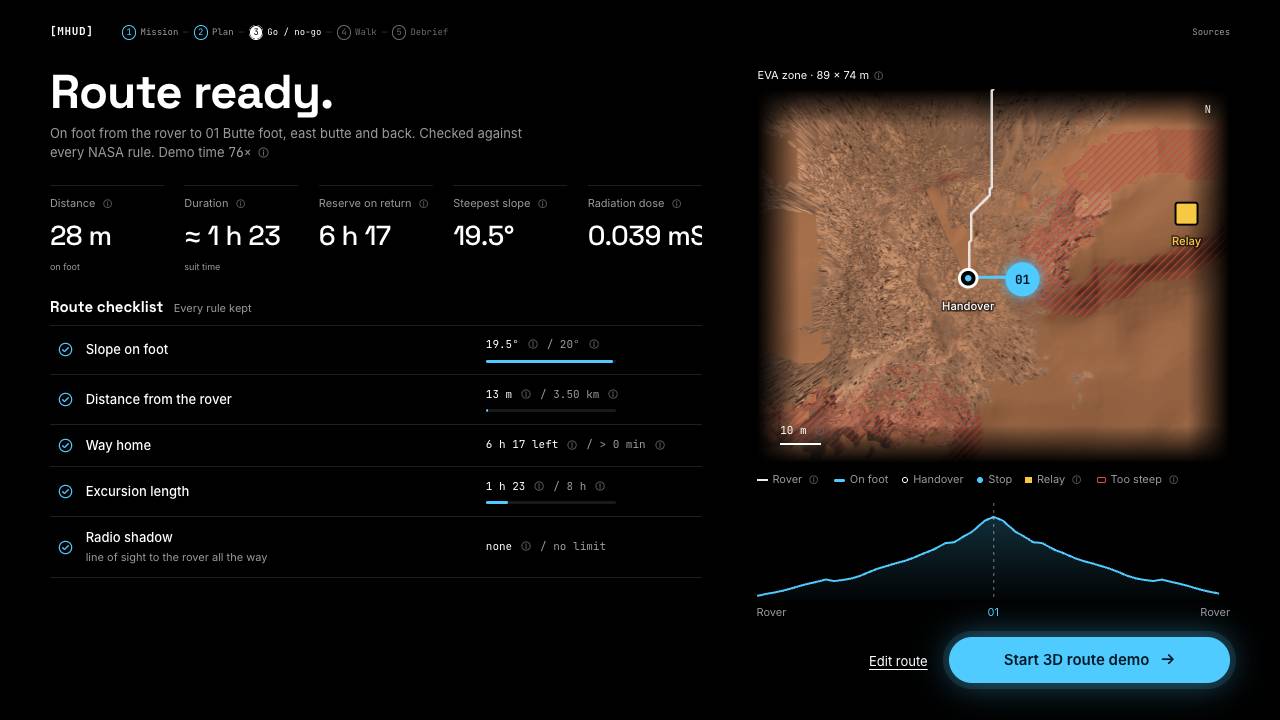 [MHUD]
1 Mission
2 Plan
3 Go / no-go
4 Walk
5 Debrief
Sources
Route ready.
On foot from the rover to 01 Butte foot, east butte and back. Checked against
every NASA rule. Demo time 76×
Distance
28 m
on foot
Duration
≈ 1 h 23
suit time
Reserve on return
6 h 17
Steepest slope
19.5°
Radiation dose
0.039 mS
Route checklist Every rule kept
Slope on foot 19.5° / 20°
Distance from the rover 13 m / 3.50 km
Way home 6 h 17 left / > 0 min
Excursion length 1 h 23 / 8 h
Radio shadow none / no limit
line of sight to the rover all the way
EVA zone · 89 × 74 m
N
Relay
01
Handover
10 m
Rover On foot Handover Stop Relay Too steep
Rover 01 Rover
Edit route
Start 3D route demo →